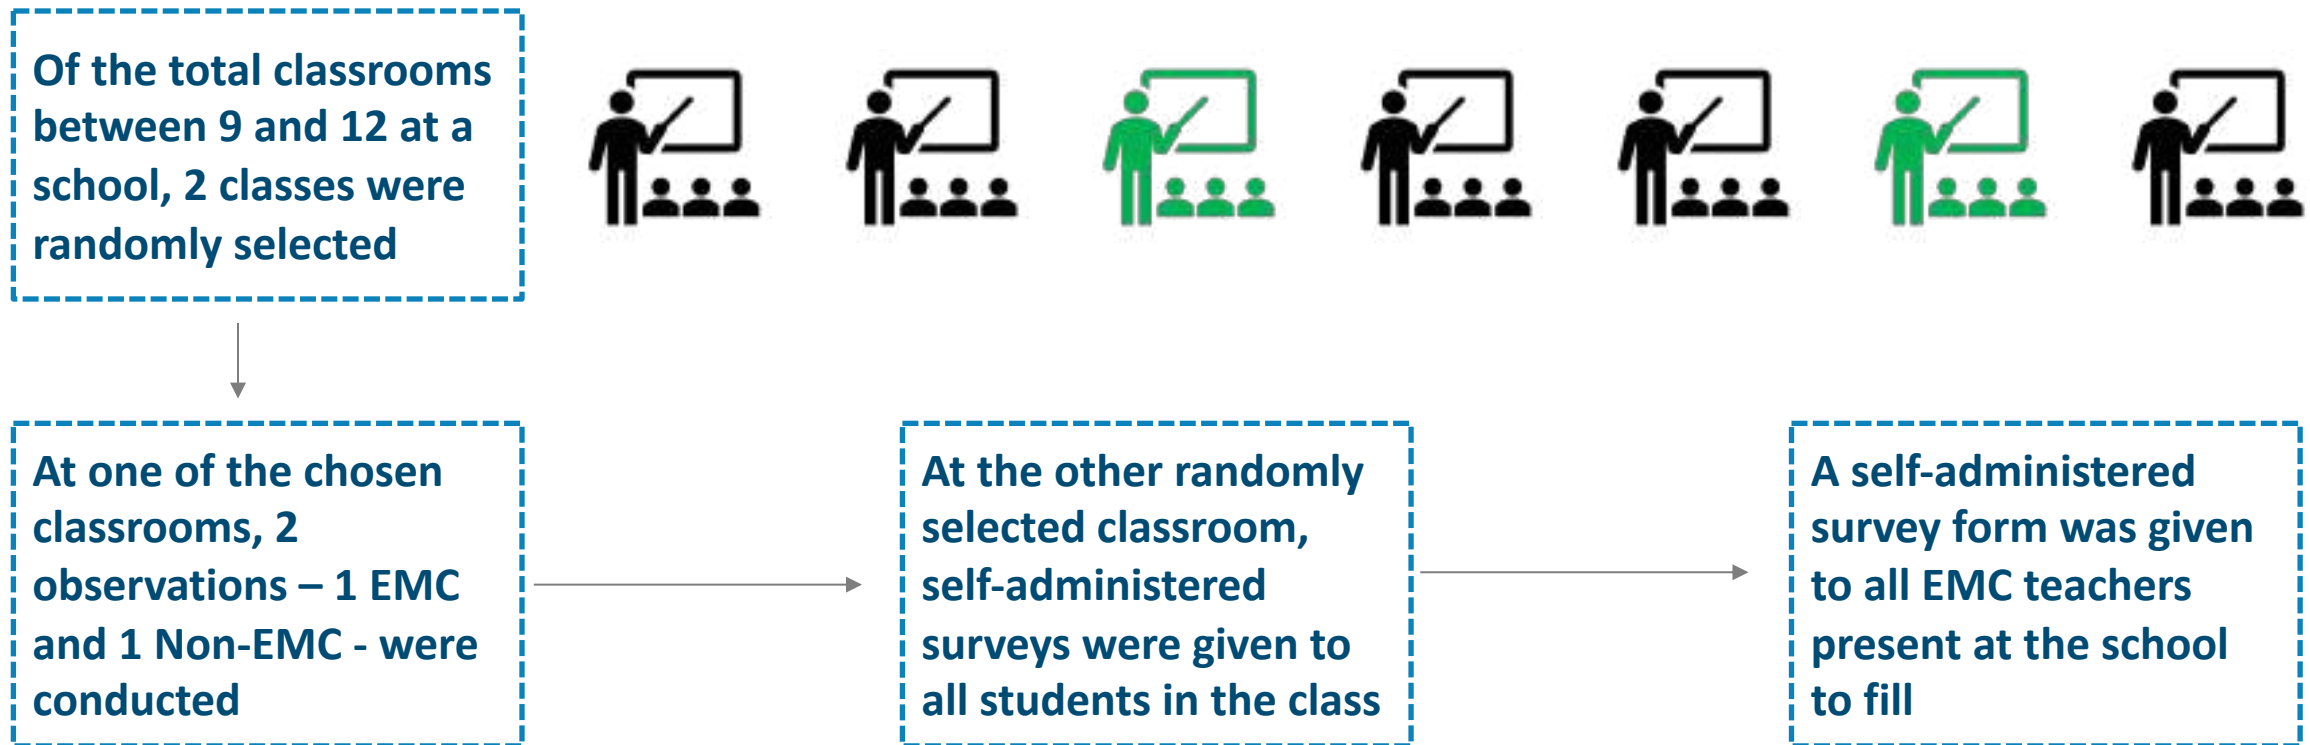 Of the total classrooms
between 9 and 12 at a
school, 2 classes were
randomly selected
At one of the chosen
classrooms, 2
observations – 1 EMC
and 1 Non-EMC - were
conducted
At the other randomly
selected classroom,
self-administered
surveys were given to
all students in the class
A self-administered
survey form was given
to all EMC teachers
present at the school
to fill